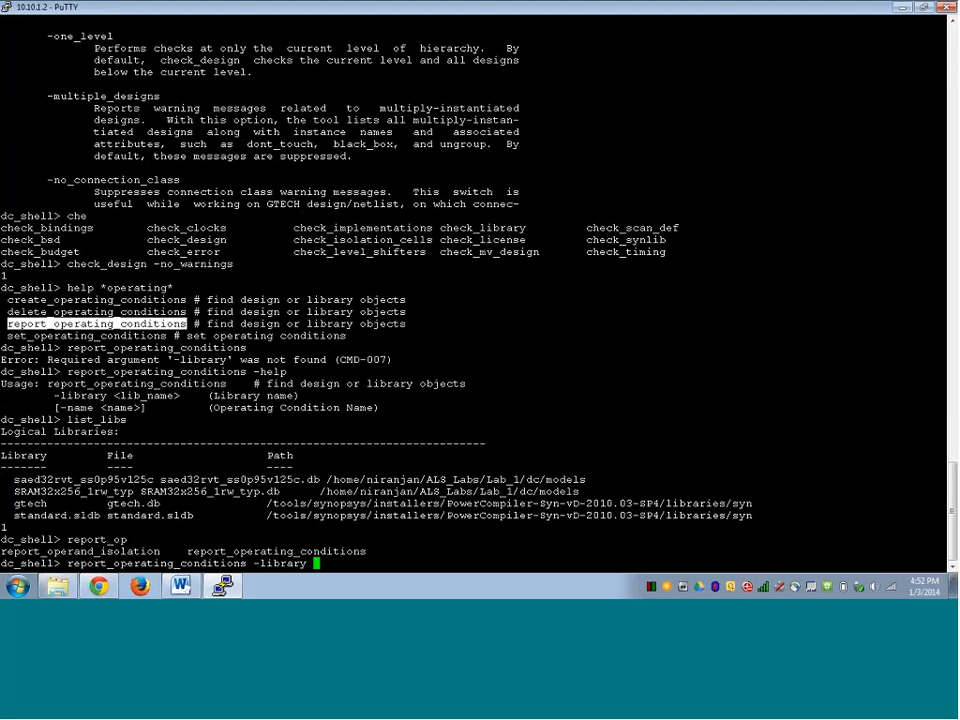 10.10.1.2 - PuTTY
-one_level
Performs checks at only the current level of hierarchy. By
default, check_design checks the current level and all designs
below the current level.
-multiple_designs
Reports warning messages related to multiply-instantiated
designs. With this option, the tool lists all multiply-instan-
tiated designs along with instance names and associated
attributes, such as dont_touch, black_box, and ungroup. By
default, these messages are suppressed.
-no_connection_class
Suppresses connection class warning messages. This switch is
useful while working on GTECH design/netlist, on which connec-
dc_shell> che
check_bindings check_clocks check_implementations check_library check_scan_def
check_bsd check_design check_isolation_cells check_license check_synlib
check_budget check_error check_level_shifters check_mv_design check_timing
dc_shell> check_design -no_warnings
1
dc_shell> help *operating*
create_operating_conditions # find design or library objects
delete_operating_conditions # find design or library objects
report_operating_conditions # find design or library objects
set_operating_conditions # set operating conditions
dc_shell> report_operating_conditions
Error: Required argument '-library' was not found (CMD-007)
dc_shell> report_operating_conditions -help
Usage: report_operating_conditions # find design or library objects
-library <lib_name> (Library name)
[-name <name>] (Operating Condition Name)
dc_shell> list_libs
Logical Libraries:
-------------------------------------------------------------------------
Library File Path
------- ---- ----
saed32rvt_ss0p95v125c saed32rvt_ss0p95v125c.db /home/niranjan/ALS_Labs/Lab_1/dc/models
SRAM32x256_1rw_typ SRAM32x256_1rw_typ.db /home/niranjan/ALS_Labs/Lab_1/dc/models
gtech gtech.db /tools/synopsys/installers/PowerCompiler-Syn-vD-2010.03-SP4/libraries/syn
standard.sldb standard.sldb /tools/synopsys/installers/PowerCompiler-Syn-vD-2010.03-SP4/libraries/syn
1
dc_shell> report_op
report_operand_isolation report_operating_conditions
dc_shell> report_operating_conditions -library
4:52 PM
1/3/2014